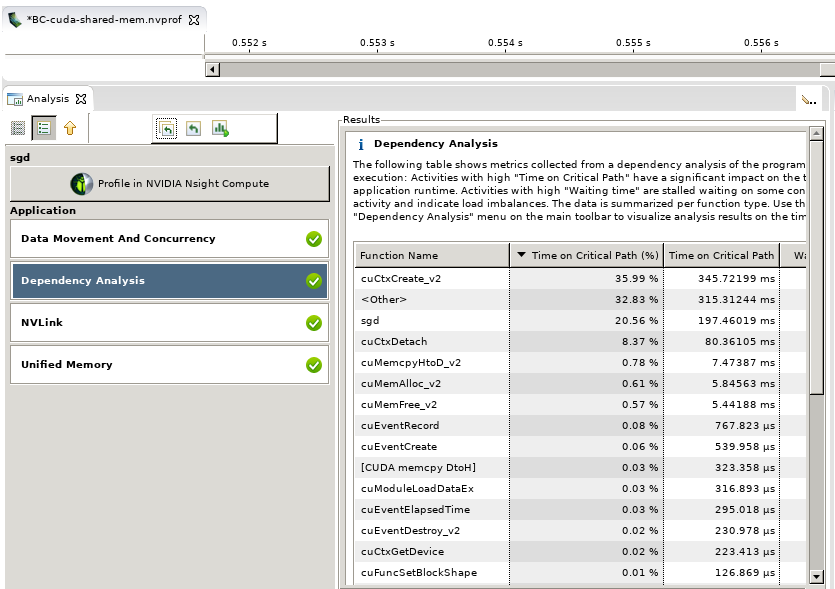 *BC-cuda-shared-mem.nvprof
0.552 s 0.553 s 0.554 s 0.555 s 0.556 s
Analysis
sgd
Profile in NVIDIA Nsight Compute
Application
Data Movement And Concurrency
Dependency Analysis
NVLink
Unified Memory
Results
i Dependency Analysis
The following table shows metrics collected from a dependency analysis of the program
execution: Activities with high "Time on Critical Path" have a significant impact on the t
application runtime. Activities with high "Waiting time" are stalled waiting on some con
activity and indicate load imbalances. The data is summarized per function type. Use th
"Dependency Analysis" menu on the main toolbar to visualize analysis results on the tim
Function Name Time on Critical Path (%) Time on Critical Path Wa
cuCtxCreate_v2 35.99 % 345.72199 ms
<Other> 32.83 % 315.31244 ms
sgd 20.56 % 197.46019 ms
cuCtxDetach 8.37 % 80.36105 ms
cuMemcpyHtoD_v2 0.78 % 7.47387 ms
cuMemAlloc_v2 0.61 % 5.84563 ms
cuMemFree_v2 0.57 % 5.44188 ms
cuEventRecord 0.08 % 767.823 µs
cuEventCreate 0.06 % 539.958 µs
[CUDA memcpy DtoH] 0.03 % 323.358 µs
cuModuleLoadDataEx 0.03 % 316.893 µs
cuEventElapsedTime 0.03 % 295.018 µs
cuEventDestroy_v2 0.02 % 230.978 µs
cuCtxGetDevice 0.02 % 223.413 µs
cuFuncSetBlockShape 0.01 % 126.869 µs